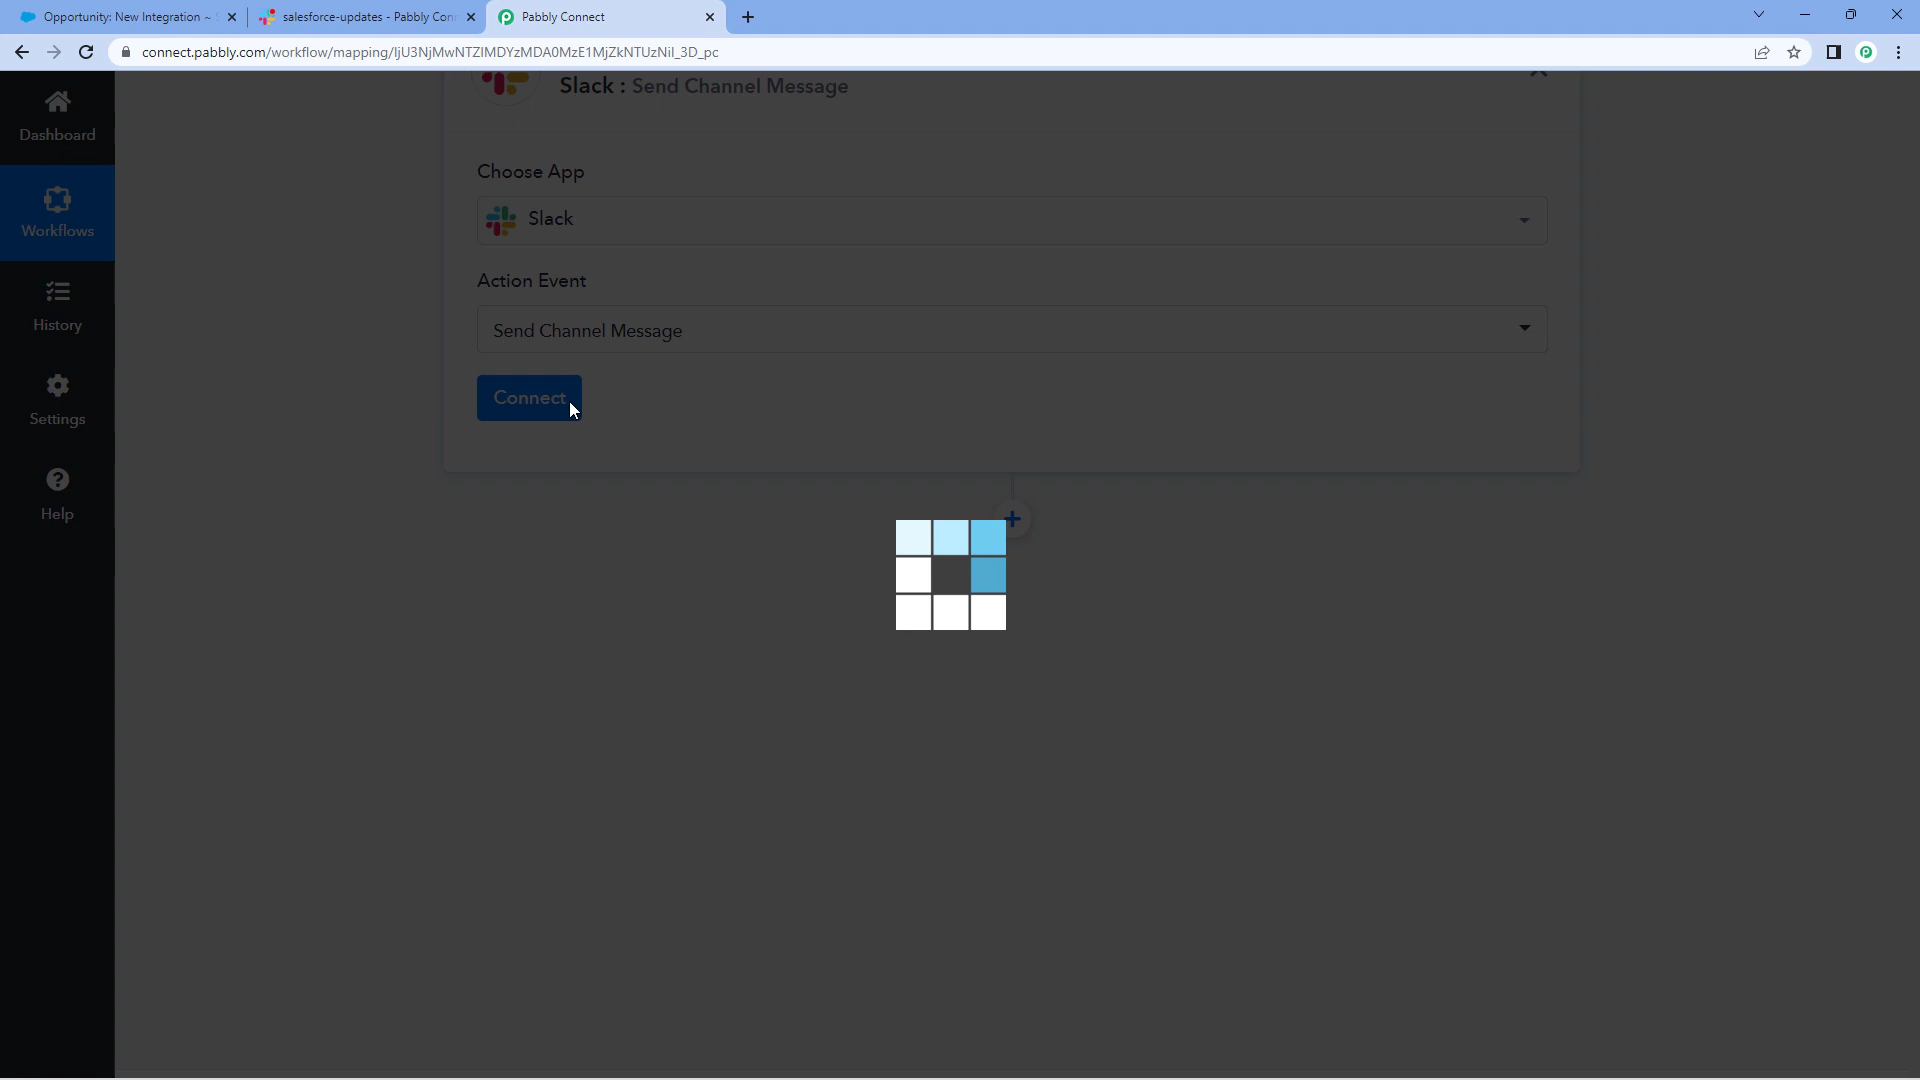 Opportunity: New Integration ~
salesforce-updates - Pabbly Con
Pabbly Connect
connect.pabbly.com/workflow/mapping/IjU3NjMwNTZlMDYzMDA0MzE1MjZkNTUzNiI_3D_pc
Slack : Send Channel Message
Dashboard
Workflows
History
Settings
Help
Choose App
Slack
Action Event
Send Channel Message
Connect